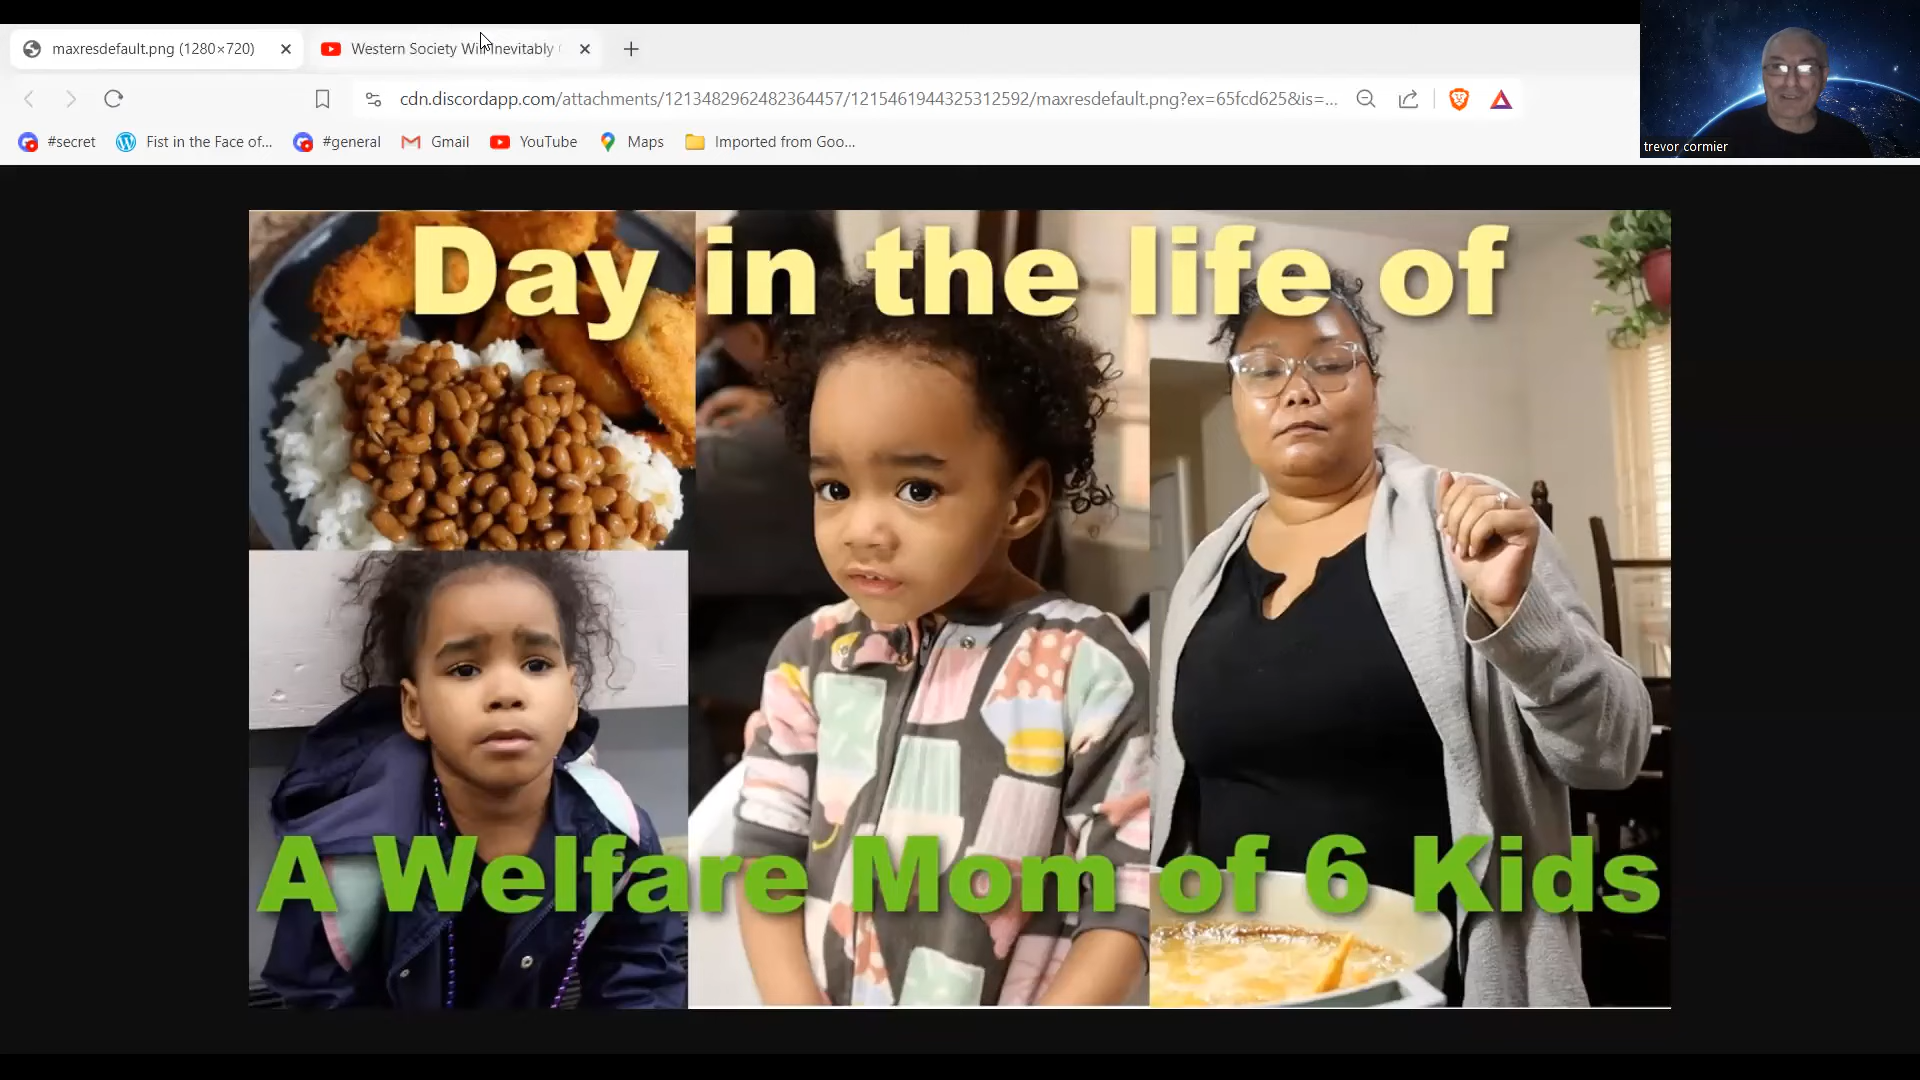 maxresdefault.png (1280×720)
Western Society Will Inevitably
cdn.discordapp.com/attachments/1213482962482364457/1215461944325312592/maxresdefault.png?ex=65fcd625&is=...
#secret
Fist in the Face of...
#general
Gmail
YouTube
Maps
Imported from Goo...
trevor cormier
Day in the life of
A Welfare Mom of 6 Kids